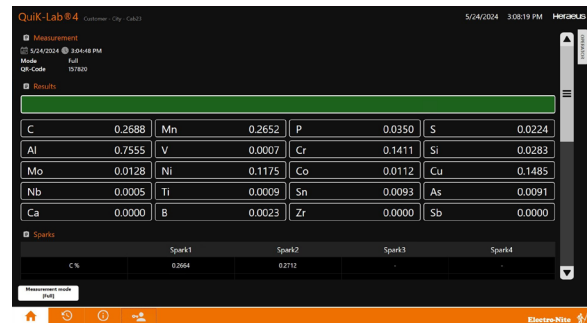 QuiK-Lab®4 Customer - City - Cab23 5/24/2024 3:08:19 PM Heraeus
Measurement
5/24/2024 3:04:48 PM
Mode Full
QR-Code 157820
Results
C 0.2688 Mn 0.2652 P 0.0350 S 0.0224
Al 0.7555 V 0.0007 Cr 0.1411 Si 0.0283
Mo 0.0128 Ni 0.1175 Co 0.0112 Cu 0.1485
Nb 0.0005 Ti 0.0009 Sn 0.0093 As 0.0091
Ca 0.0000 B 0.0023 Zr 0.0000 Sb 0.0000
Sparks
Spark1 Spark2 Spark3 Spark4
C % 0.2664 0.2712 - -
Measurement mode
[Full]
Electro-Nite